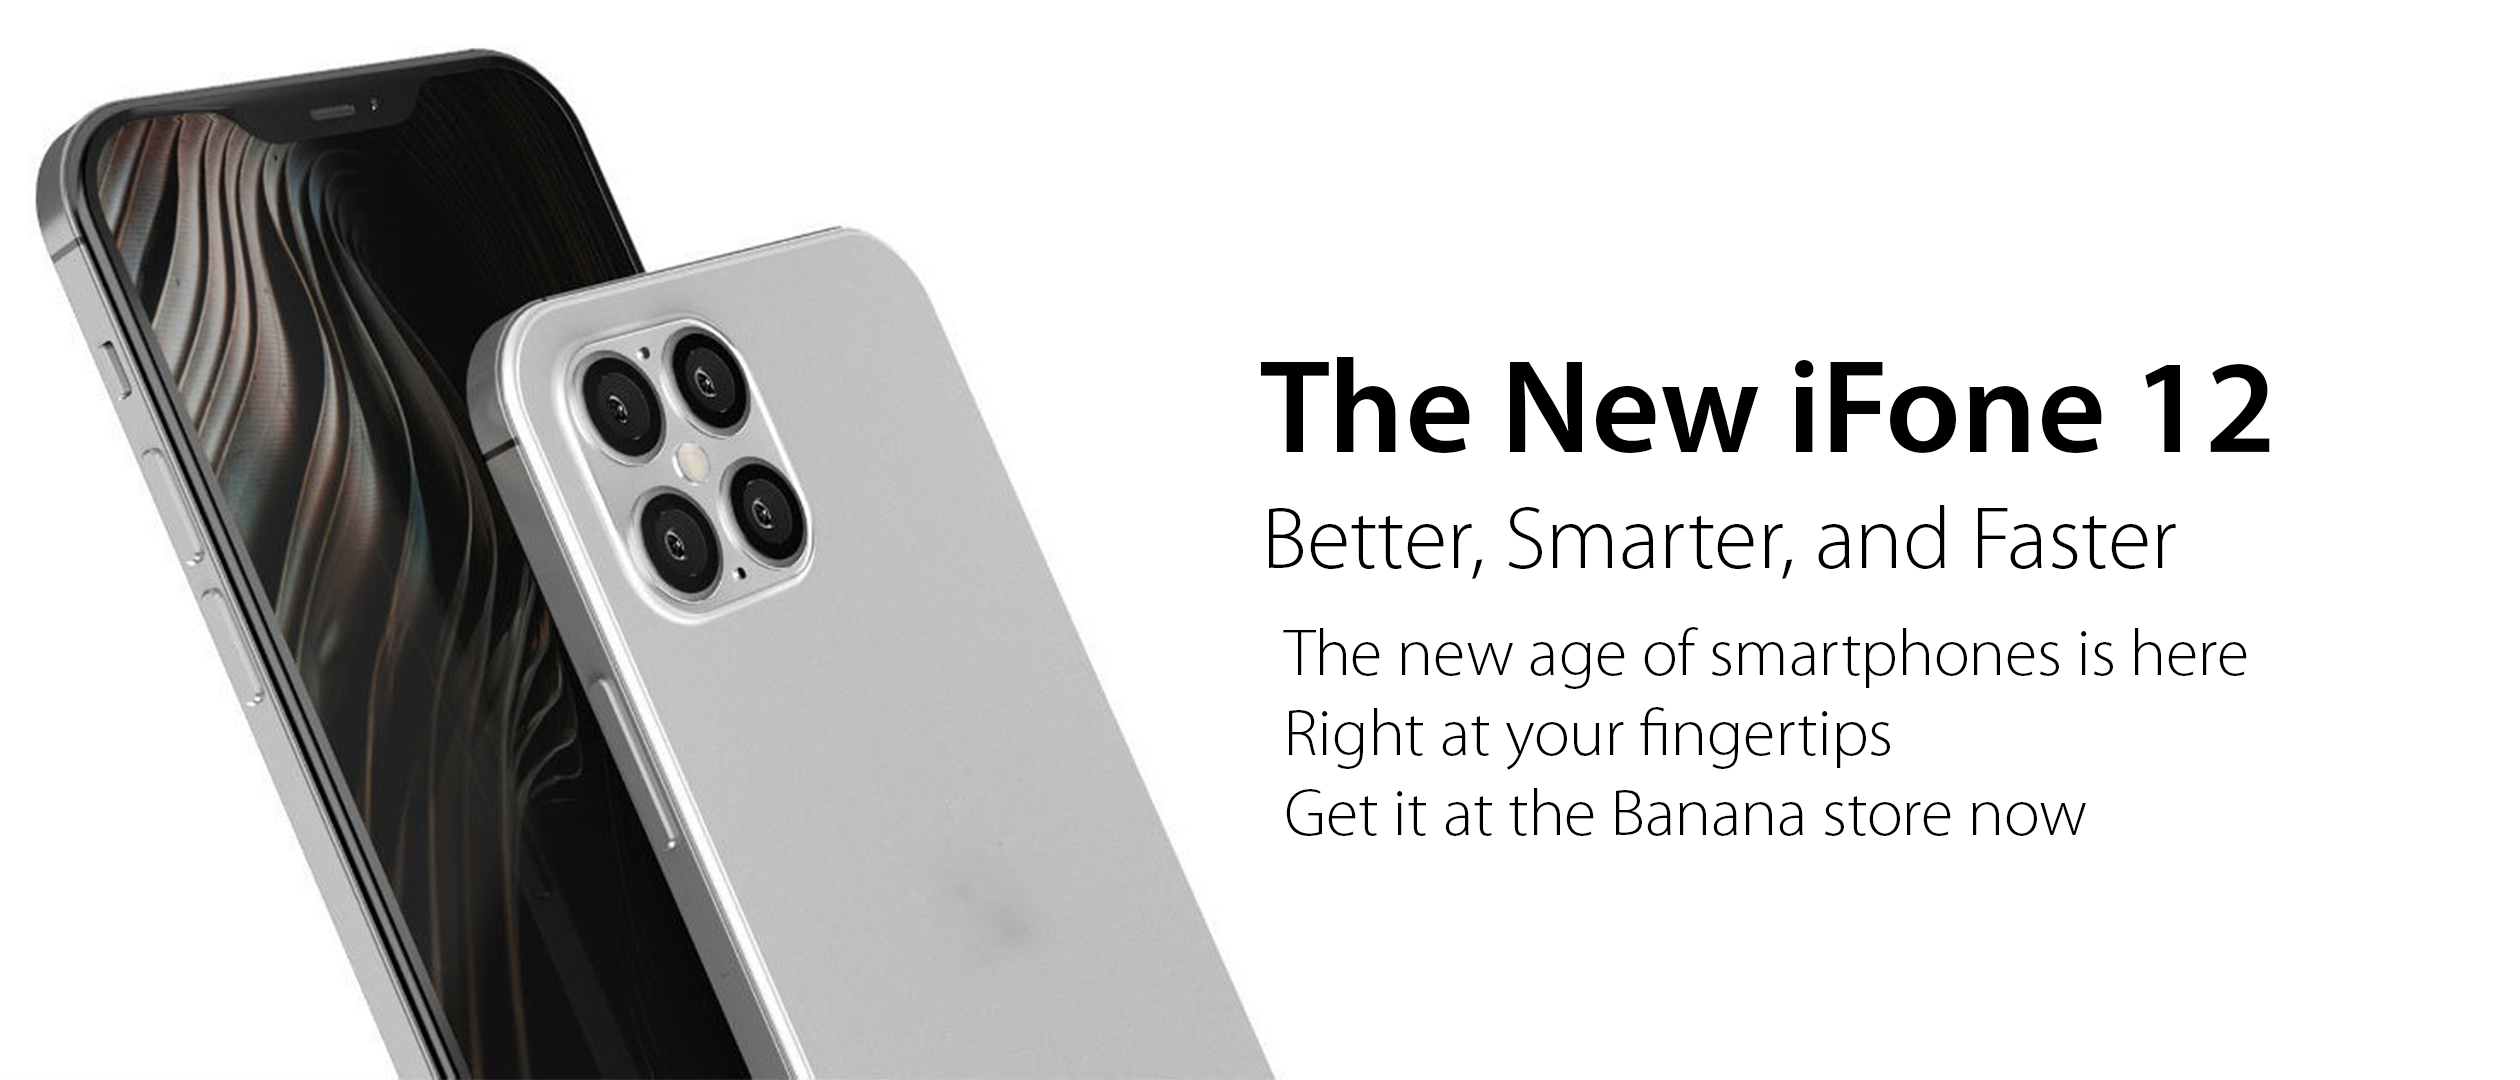 The New iFone 12
Better, Smarter, and Faster
The new age of smartphones is here
Right at your fingertips
Get it at the Banana store now